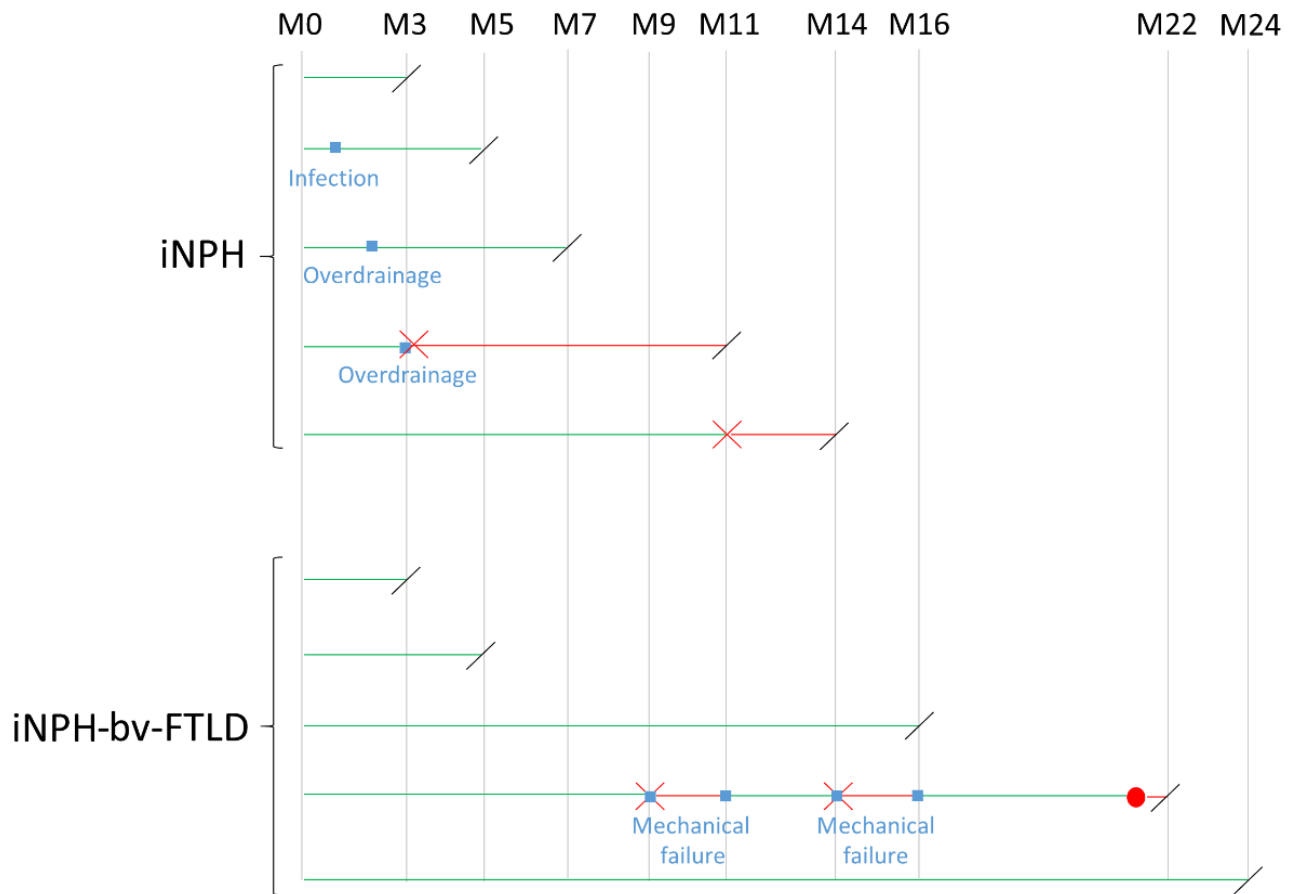 M0 M3 M5 M7 M9 M11 M14 M16 M22 M24
Infection
iNPH
Overdrainage
Overdrainage
iNPH-bv-FTLD
Mechanical
failure
Mechanical
failure